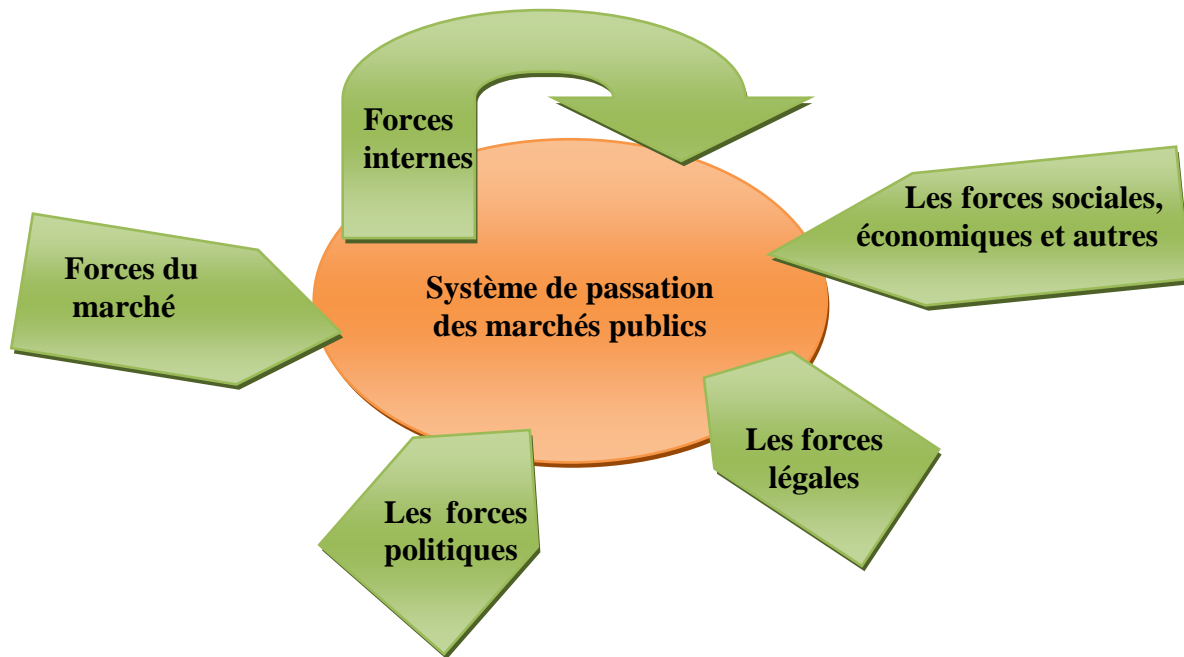 Forces
internes
Les forces sociales,
économiques et autres
Forces du
marché
Système de passation
des marchés publics
Les forces
légales
Les forces
politiques